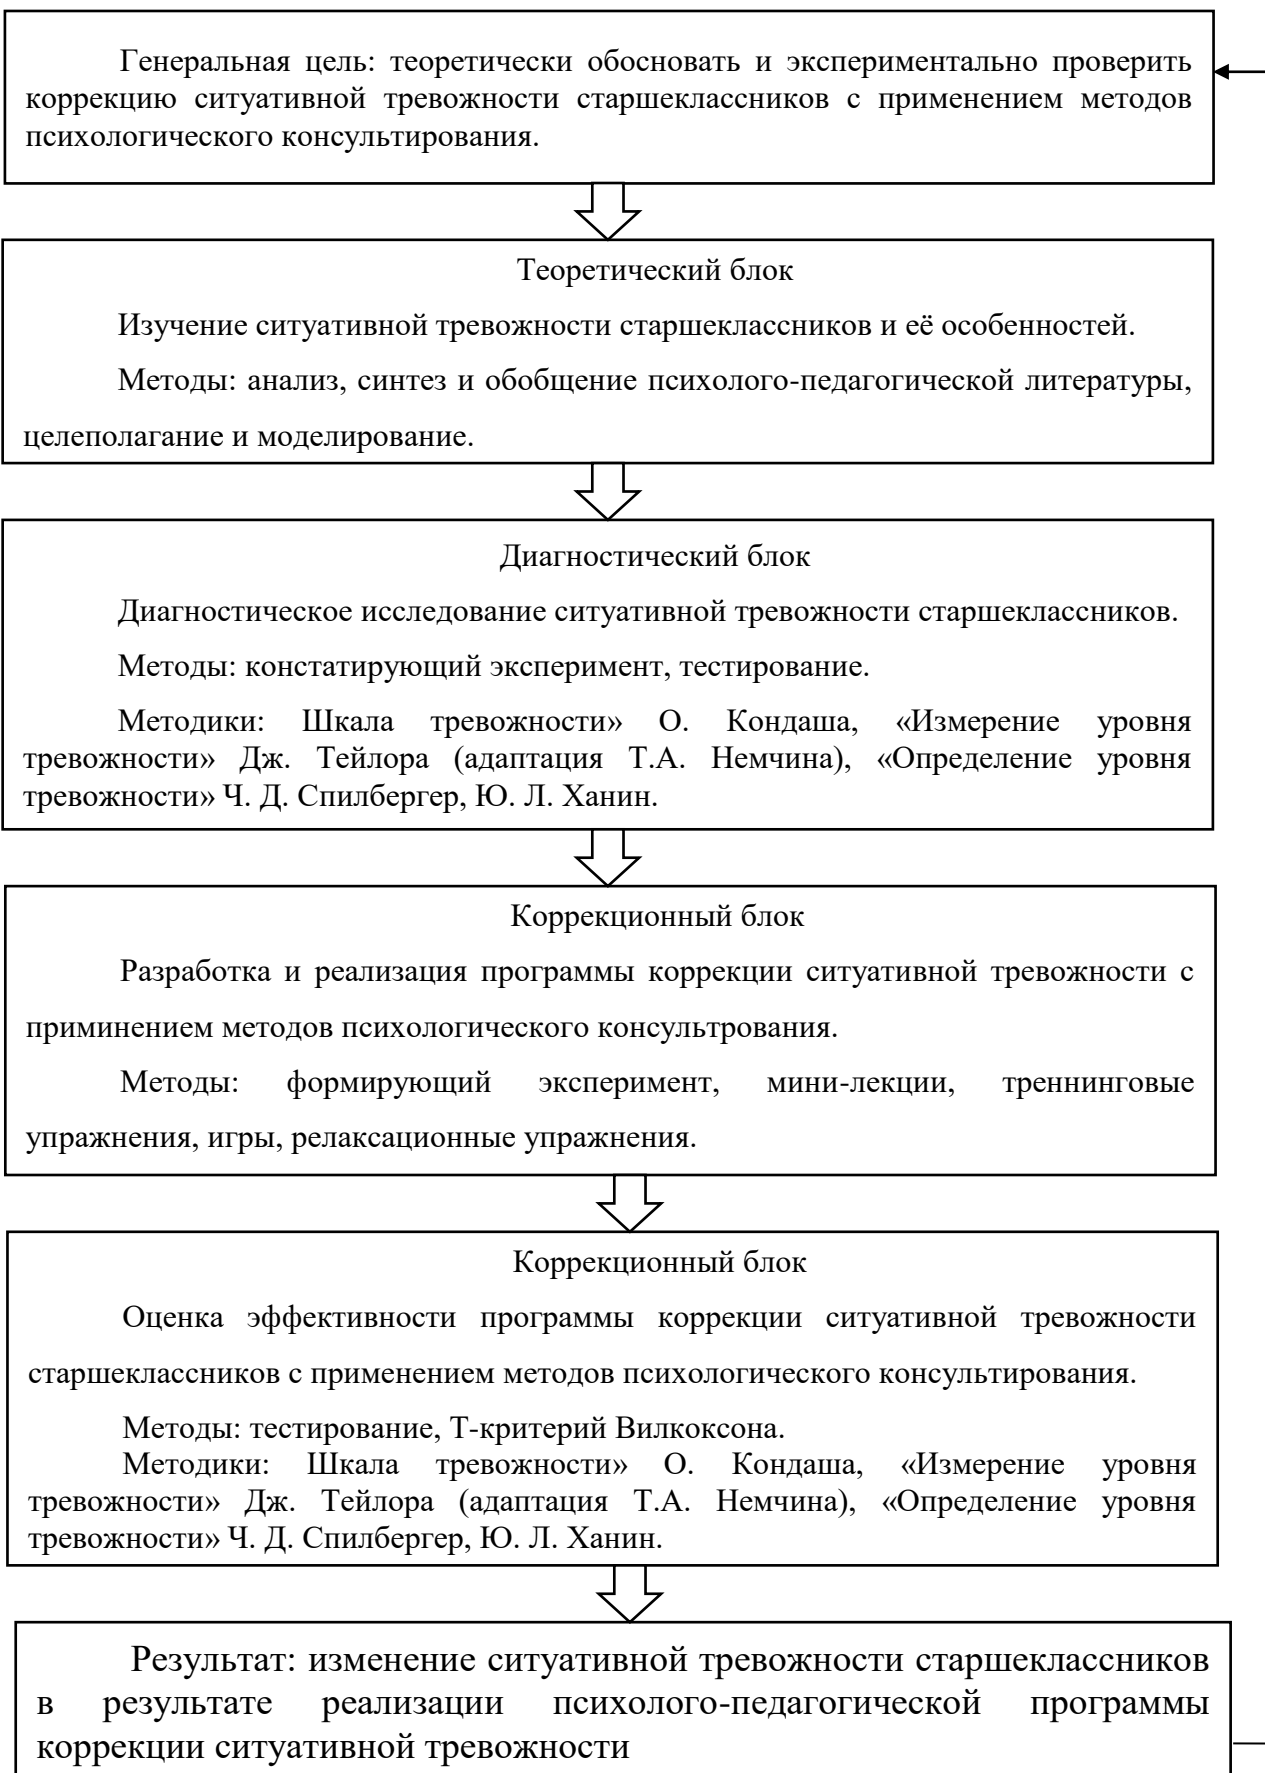 Генеральная цель: теоретически обосновать и экспериментально проверить
коррекцию ситуативной тревожности старшеклассников с применением методов
психологического консультирования.
Теоретический блок
Изучение ситуативной тревожности старшеклассников и её особенностей.
Методы: анализ, синтез и обобщение психолого-педагогической литературы,
целеполагание и моделирование.
Диагностический блок
Диагностическое исследование ситуативной тревожности старшеклассников.
Методы: констатирующий эксперимент, тестирование.
Методики: Шкала тревожности» О. Кондаша, «Измерение уровня
тревожности» Дж. Тейлора (адаптация Т.А. Немчина), «Определение уровня
тревожности» Ч. Д. Спилбергер, Ю. Л. Ханин.
Коррекционный блок
Разработка и реализация программы коррекции ситуативной тревожности с
приминением методов психологического консультрования.
Методы: формирующий эксперимент, мини-лекции, треннинговые
упражнения, игры, релаксационные упражнения.
Коррекционный блок
Оценка эффективности программы коррекции ситуативной тревожности
старшеклассников с применением методов психологического консультирования.
Методы: тестирование, Т-критерий Вилкоксона.
Методики: Шкала тревожности» О. Кондаша, «Измерение уровня
тревожности» Дж. Тейлора (адаптация Т.А. Немчина), «Определение уровня
тревожности» Ч. Д. Спилбергер, Ю. Л. Ханин.
Результат: изменение ситуативной тревожности старшеклассников
в результате реализации психолого-педагогической программы
коррекции ситуативной тревожности